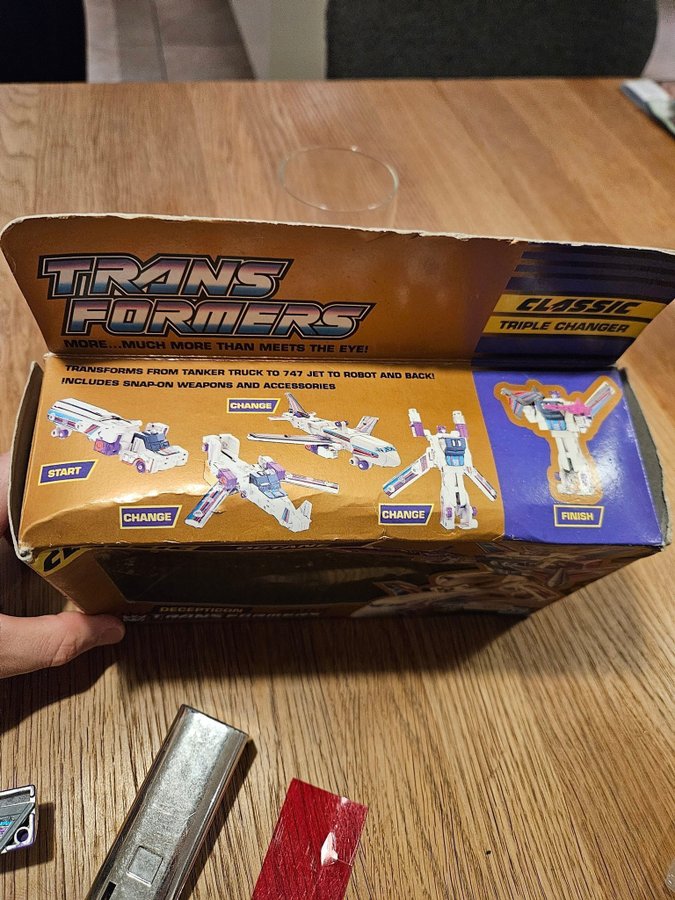 TRANS
FORMERS
MORE...MUCH MORE THAN MEETS THE EYE!
CLASSIC
TRIPLE CHANGER
TRANSFORMS FROM TANKER TRUCK TO 747 JET TO ROBOT AND BACK!
INCLUDES SNAP-ON WEAPONS AND ACCESSORIES
START
CHANGE
CHANGE
CHANGE
FINISH
OCTANE
DECEPTICON
TRANSFORMERS